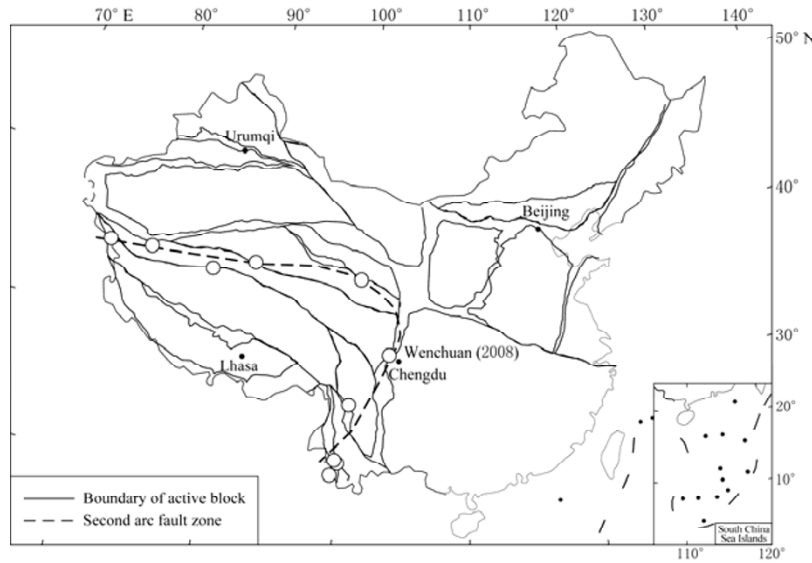 70° E 80° 90° 100° 110° 120° 130° 140°
50° N
Urumqi
40°
Beijing
30°
Wenchuan (2008)
Lhasa
Chengdu
20°
10°
Boundary of active block
Second arc fault zone
South China
Sea Islands
110° 120°